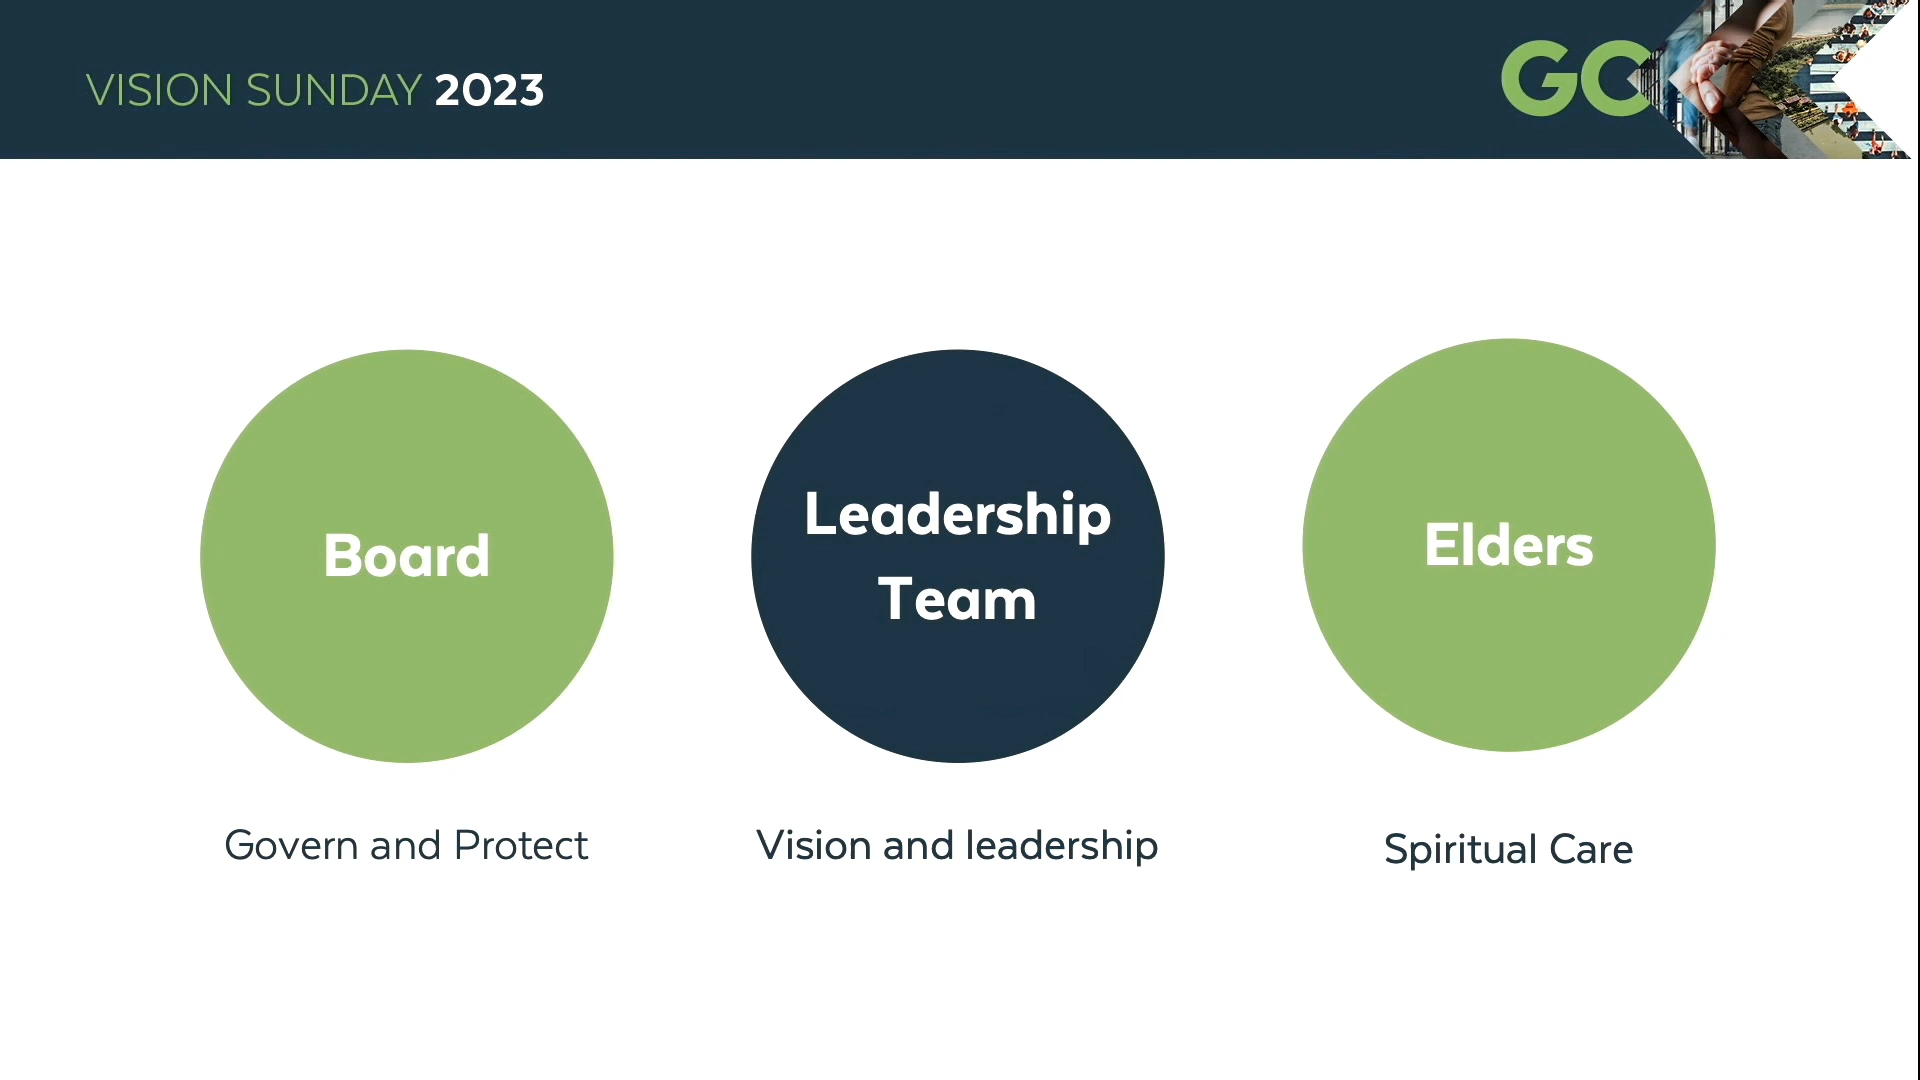 VISION SUNDAY 2023
GC
Board
Leadership
Team
Elders
Govern and Protect
Vision and leadership
Spiritual Care